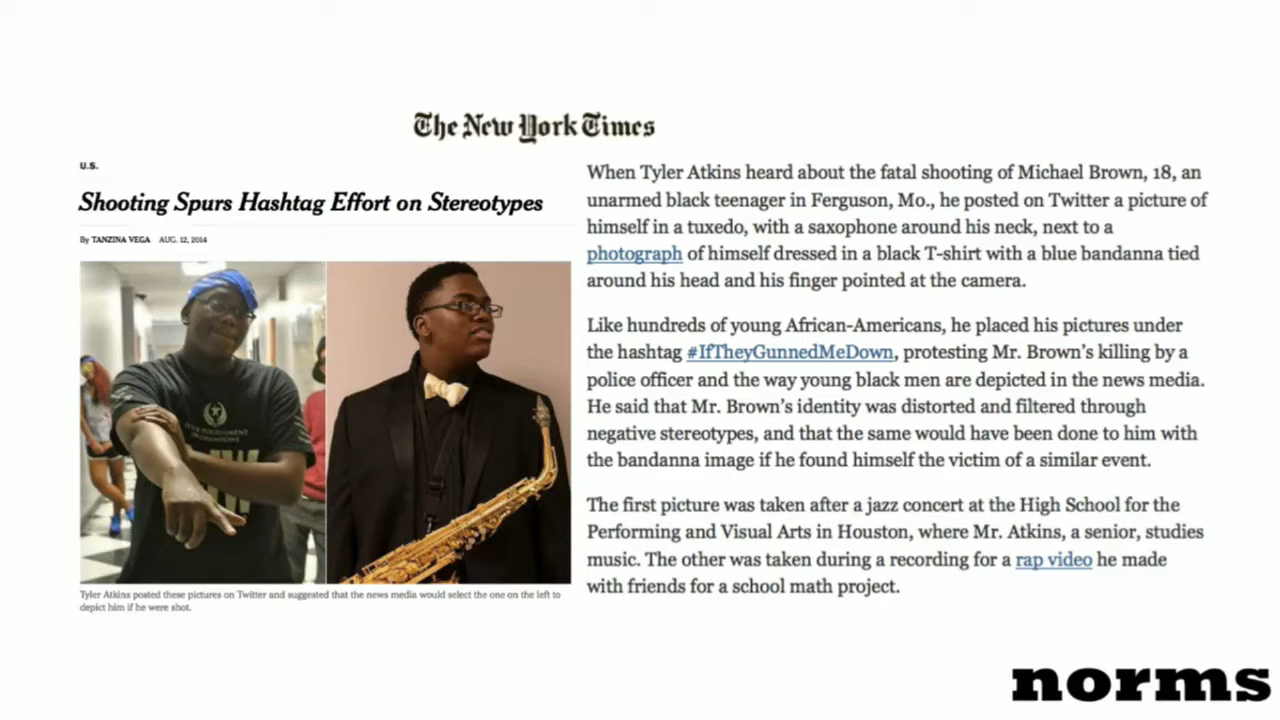 The New York Times
U.S.
Shooting Spurs Hashtag Effort on Stereotypes
By TANZINA VEGA AUG. 12, 2014
Tyler Atkins posted these pictures on Twitter and suggested that the news media would select the one on the left to
depict him if he were shot.
When Tyler Atkins heard about the fatal shooting of Michael Brown, 18, an
unarmed black teenager in Ferguson, Mo., he posted on Twitter a picture of
himself in a tuxedo, with a saxophone around his neck, next to a
photograph of himself dressed in a black T-shirt with a blue bandanna tied
around his head and his finger pointed at the camera.
Like hundreds of young African-Americans, he placed his pictures under
the hashtag #IfTheyGunnedMeDown, protesting Mr. Brown's killing by a
police officer and the way young black men are depicted in the news media.
He said that Mr. Brown's identity was distorted and filtered through
negative stereotypes, and that the same would have been done to him with
the bandanna image if he found himself the victim of a similar event.
The first picture was taken after a jazz concert at the High School for the
Performing and Visual Arts in Houston, where Mr. Atkins, a senior, studies
music. The other was taken during a recording for a rap video he made
with friends for a school math project.
norms